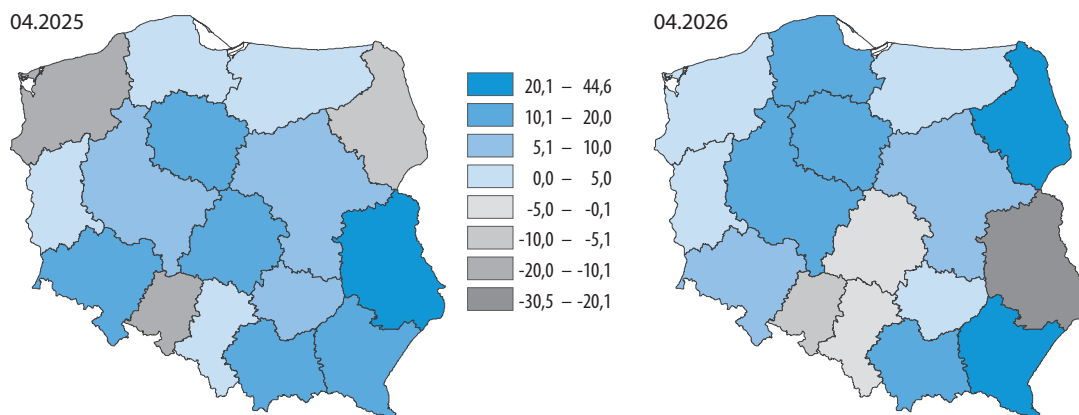 04.2025
04.2026
20,1 – 44,6
10,1 – 20,0
5,1 – 10,0
0,0 – 5,0
-5,0 – -0,1
-10,0 – -5,1
-20,0 – -10,1
-30,5 – -20,1